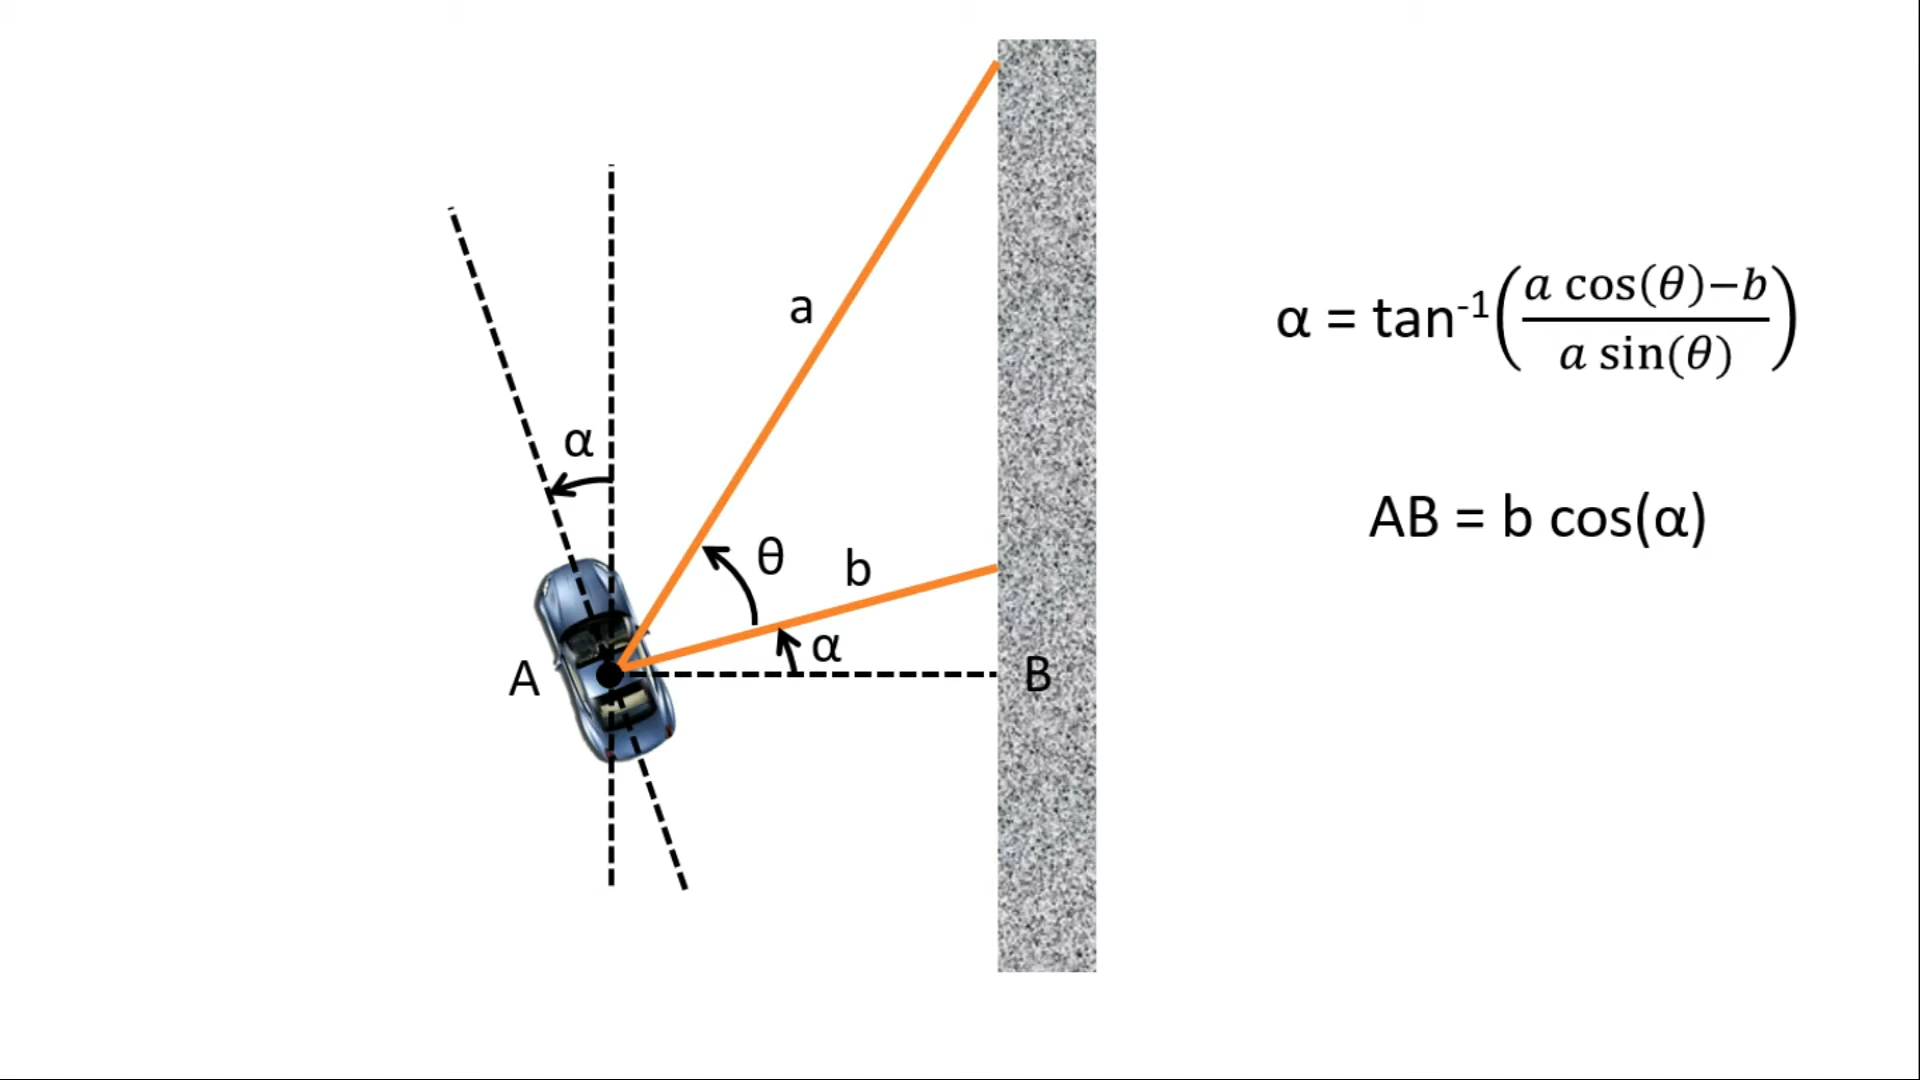 a
α
θ
b
α
A
B
α = tan⁻¹(a cos(θ)−b / a sin(θ))
AB = b cos(α)